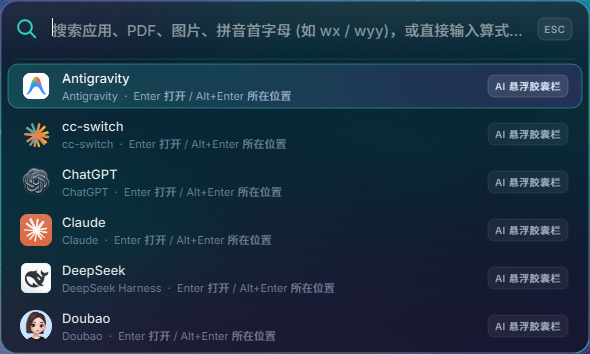 搜索应用、PDF、图片、拼音首字母 (如 wx / wyy)，或直接输入算式...
ESC
Antigravity
Antigravity · Enter 打开 / Alt+Enter 所在位置
AI 悬浮胶囊栏
cc-switch
cc-switch · Enter 打开 / Alt+Enter 所在位置
AI 悬浮胶囊栏
ChatGPT
ChatGPT · Enter 打开 / Alt+Enter 所在位置
AI 悬浮胶囊栏
Claude
Claude · Enter 打开 / Alt+Enter 所在位置
AI 悬浮胶囊栏
DeepSeek
DeepSeek Harness · Enter 打开 / Alt+Enter 所在位置
AI 悬浮胶囊栏
Doubao
Doubao · Enter 打开 / Alt+Enter 所在位置
AI 悬浮胶囊栏